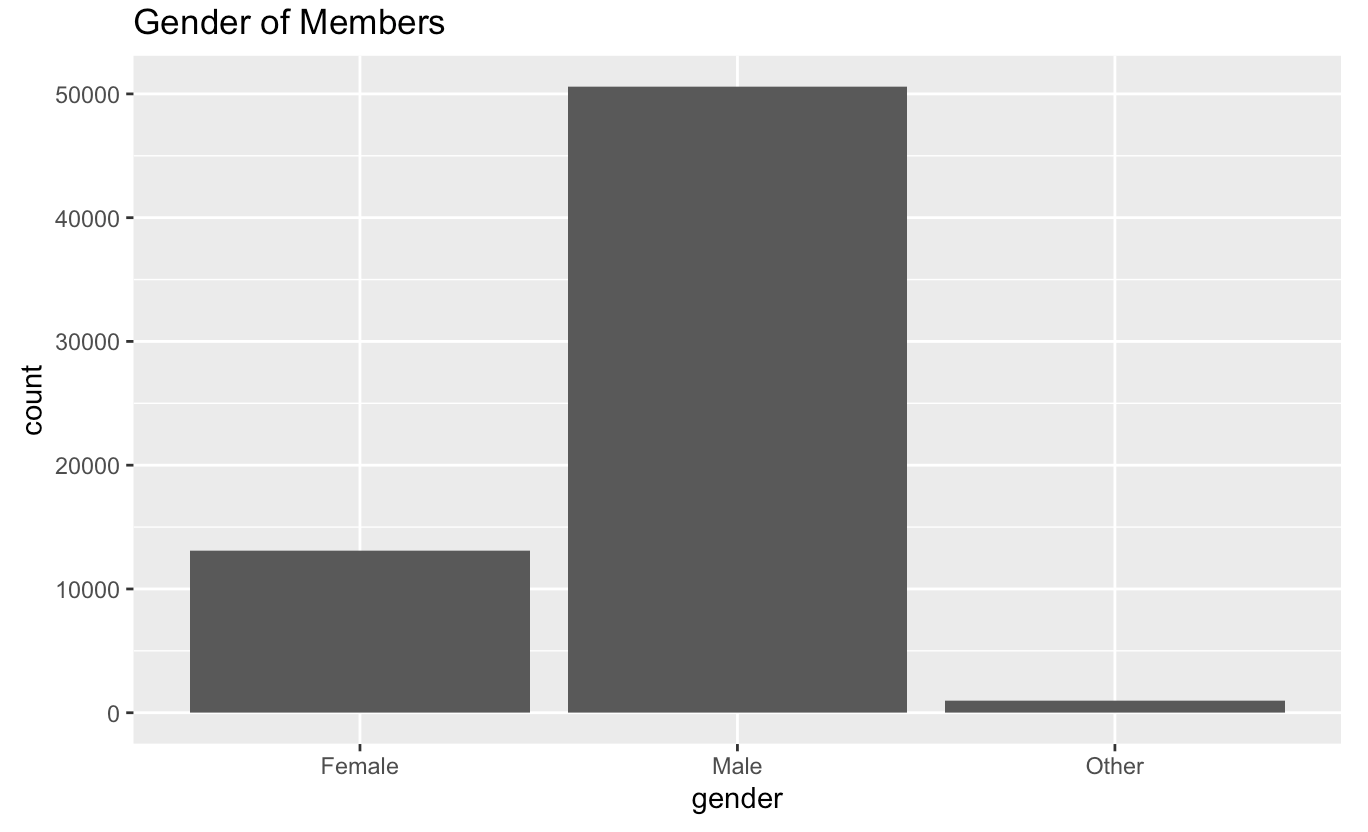 Gender of Members
50000
40000
30000
20000
10000
0
count
Female Male Other
gender